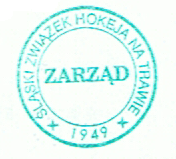 ŚLĄSKI ZWIĄZEK HOKEJA NA TRAWIE
ZARZĄD
1949